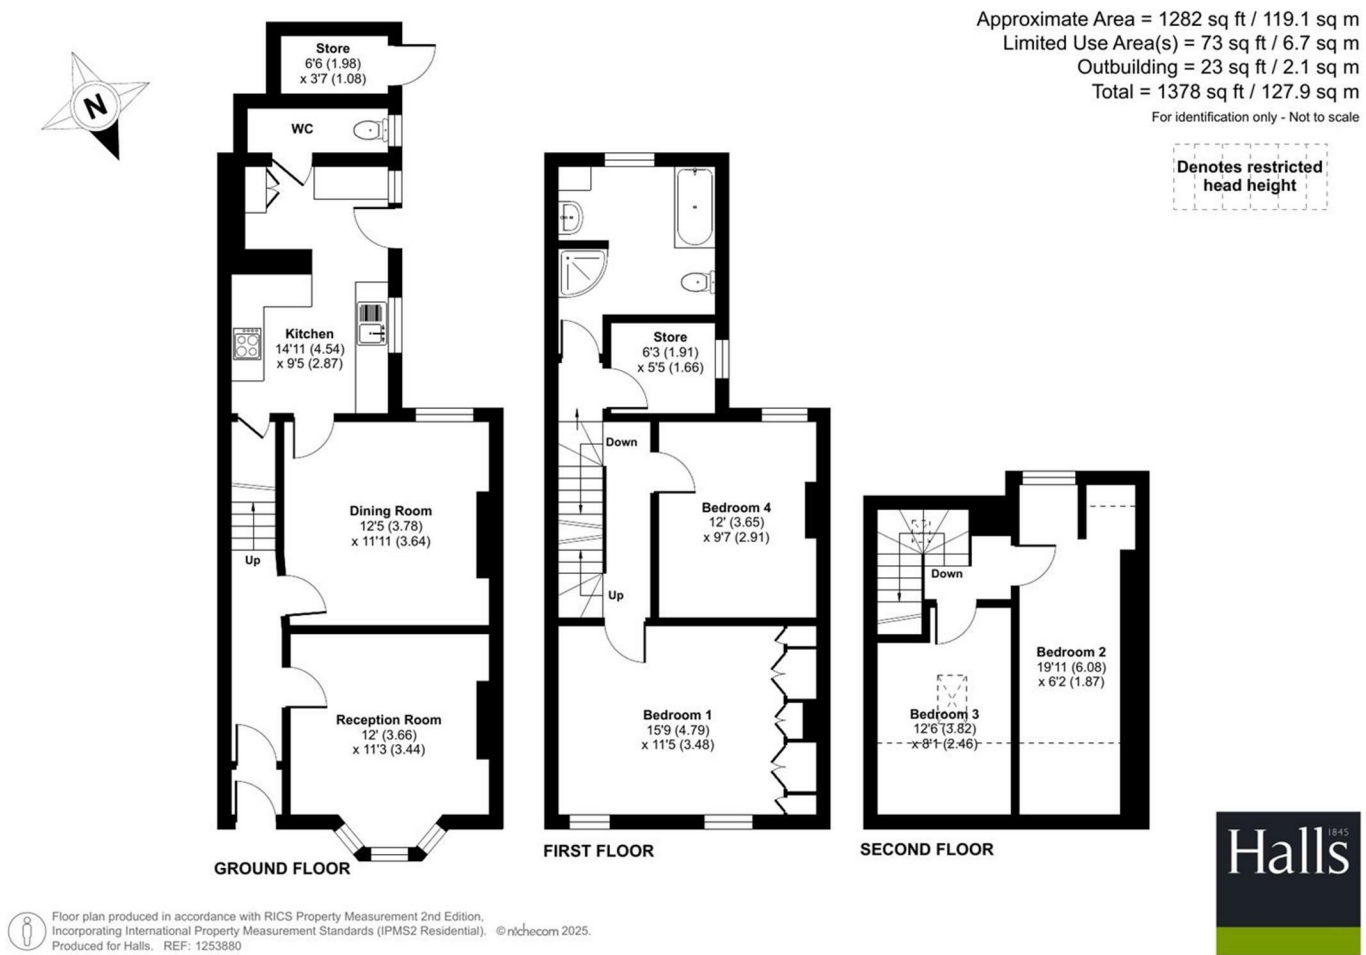 Approximate Area = 1282 sq ft / 119.1 sq m
Limited Use Area(s) = 73 sq ft / 6.7 sq m
Outbuilding = 23 sq ft / 2.1 sq m
Total = 1378 sq ft / 127.9 sq m
For identification only - Not to scale
Denotes restricted
head height
N
Store
6'6 (1.98)
x 3'7 (1.08)
WC
Kitchen
14'11 (4.54)
x 9'5 (2.87)
Dining Room
12'5 (3.78)
x 11'11 (3.64)
Up
Reception Room
12' (3.66)
x 11'3 (3.44)
GROUND FLOOR
Store
6'3 (1.91)
x 5'5 (1.66)
Down
Bedroom 4
12' (3.65)
x 9'7 (2.91)
Up
Bedroom 1
15'9 (4.79)
x 11'5 (3.48)
FIRST FLOOR
Down
Bedroom 2
19'11 (6.08)
x 6'2 (1.87)
Bedroom 3
12'6 (3.82)
x 8'1 (2.46)
SECOND FLOOR
Halls 1845
Floor plan produced in accordance with RICS Property Measurement 2nd Edition,
Incorporating International Property Measurement Standards (IPMS2 Residential). ©nichecom 2025.
Produced for Halls. REF: 1253880